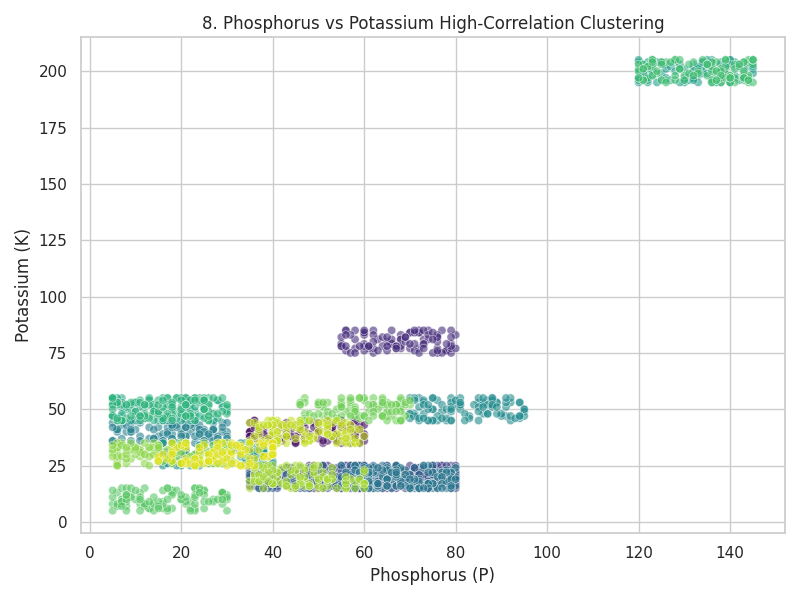 8. Phosphorus vs Potassium High-Correlation Clustering
200
175
150
125
100
75
50
25
0
Potassium (K)
0 20 40 60 80 100 120 140
Phosphorus (P)